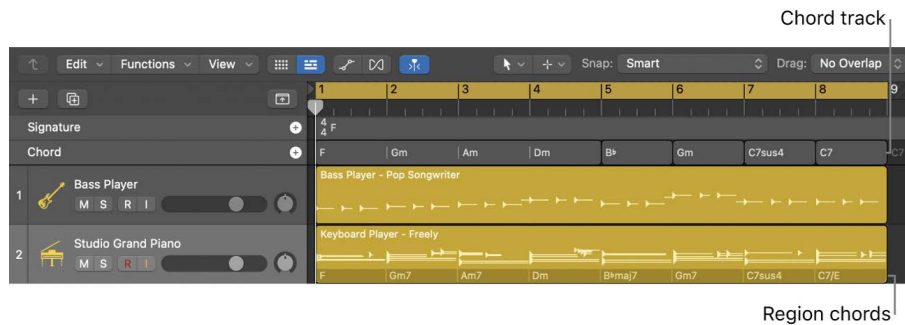 Chord track
Edit Functions View Snap: Smart Drag: No Overlap
1 2 3 4 5 6 7 8 9
Signature 4/4 F
Chord F Gm Am Dm B♭ Gm C7sus4 C7 C7
Bass Player - Pop Songwriter
1 Bass Player
M S R I
Keyboard Player - Freely
2 Studio Grand Piano
M S R I
F Gm7 Am7 Dm B♭maj7 Gm7 C7sus4 C7/E
Region chords